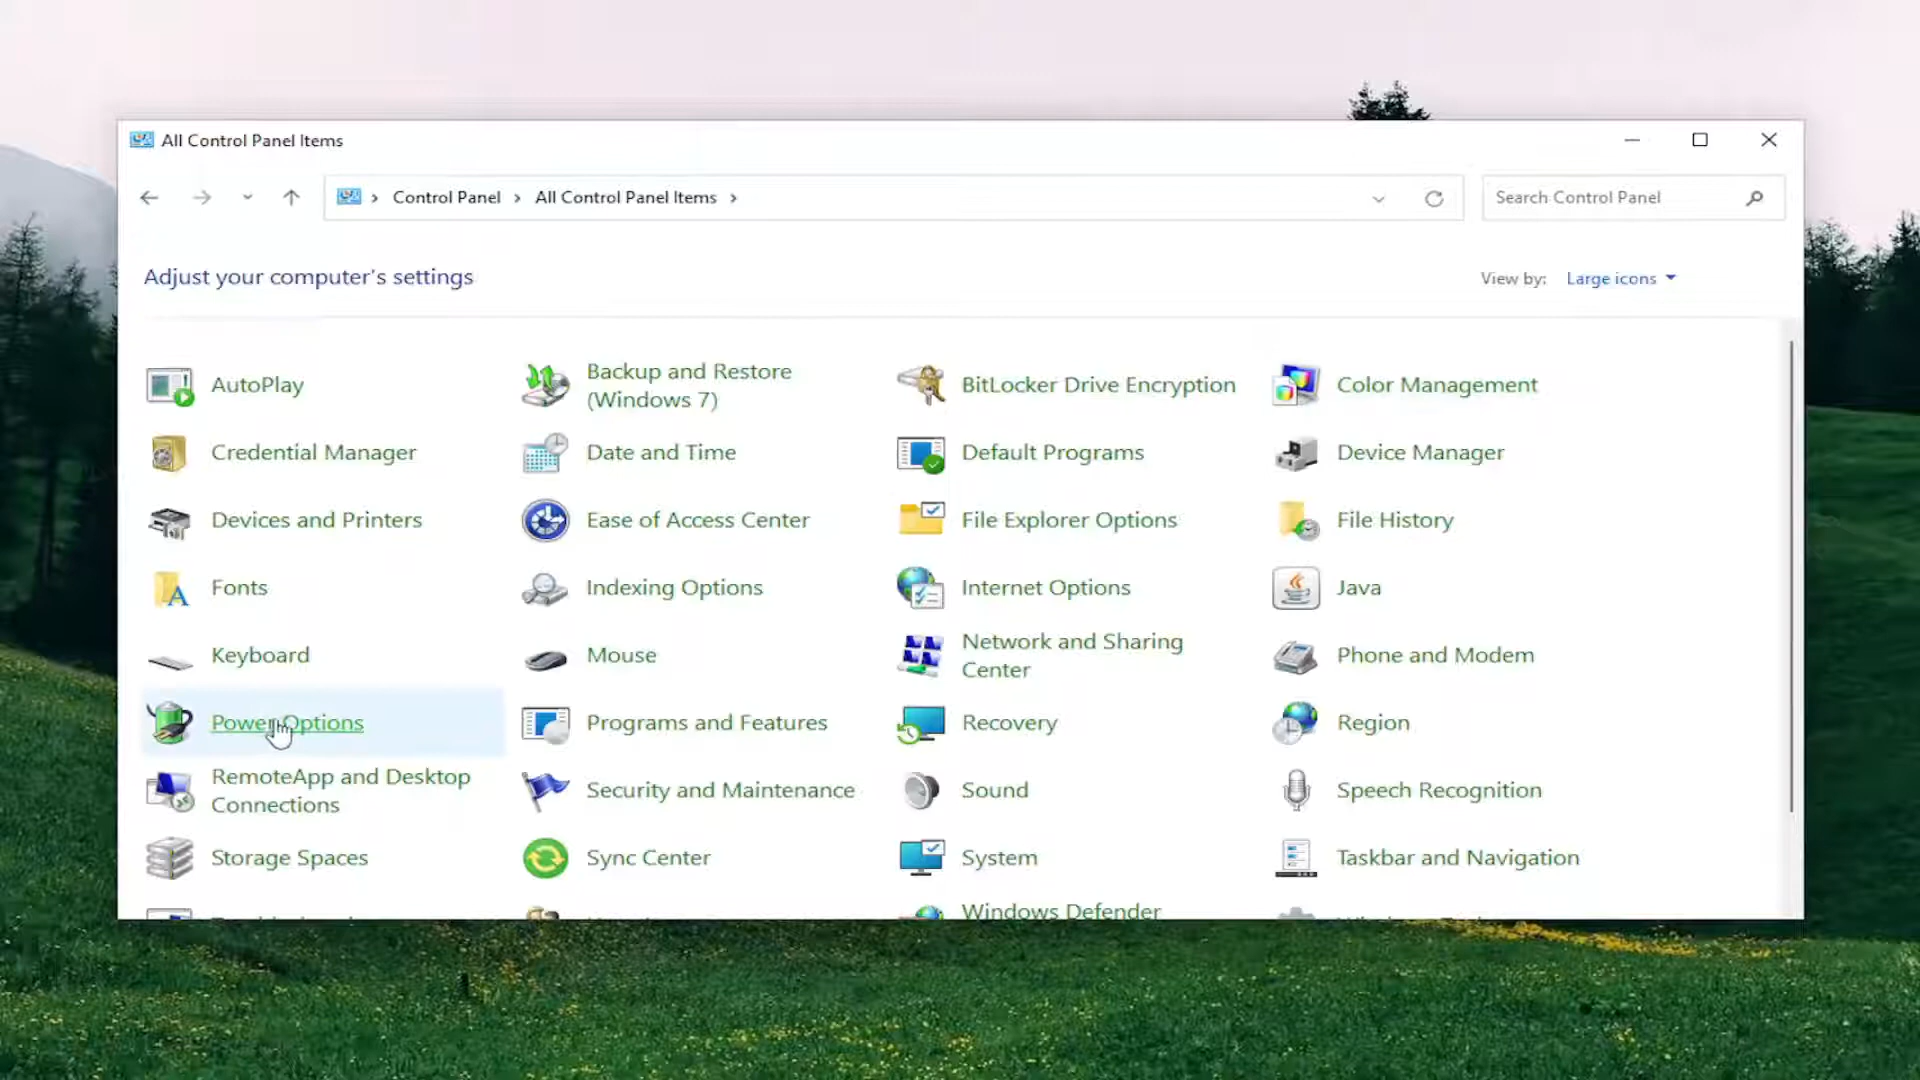 All Control Panel Items
Control Panel
All Control Panel Items
Search Control Panel
Adjust your computer's settings
View by:
Large icons
AutoPlay
Backup and Restore
(Windows 7)
BitLocker Drive Encryption
Color Management
Credential Manager
Date and Time
Default Programs
Device Manager
Devices and Printers
Ease of Access Center
File Explorer Options
File History
Fonts
Indexing Options
Internet Options
Java
Keyboard
Mouse
Network and Sharing
Center
Phone and Modem
Power Options
Programs and Features
Recovery
Region
RemoteApp and Desktop
Connections
Security and Maintenance
Sound
Speech Recognition
Storage Spaces
Sync Center
System
Taskbar and Navigation
Windows Defender